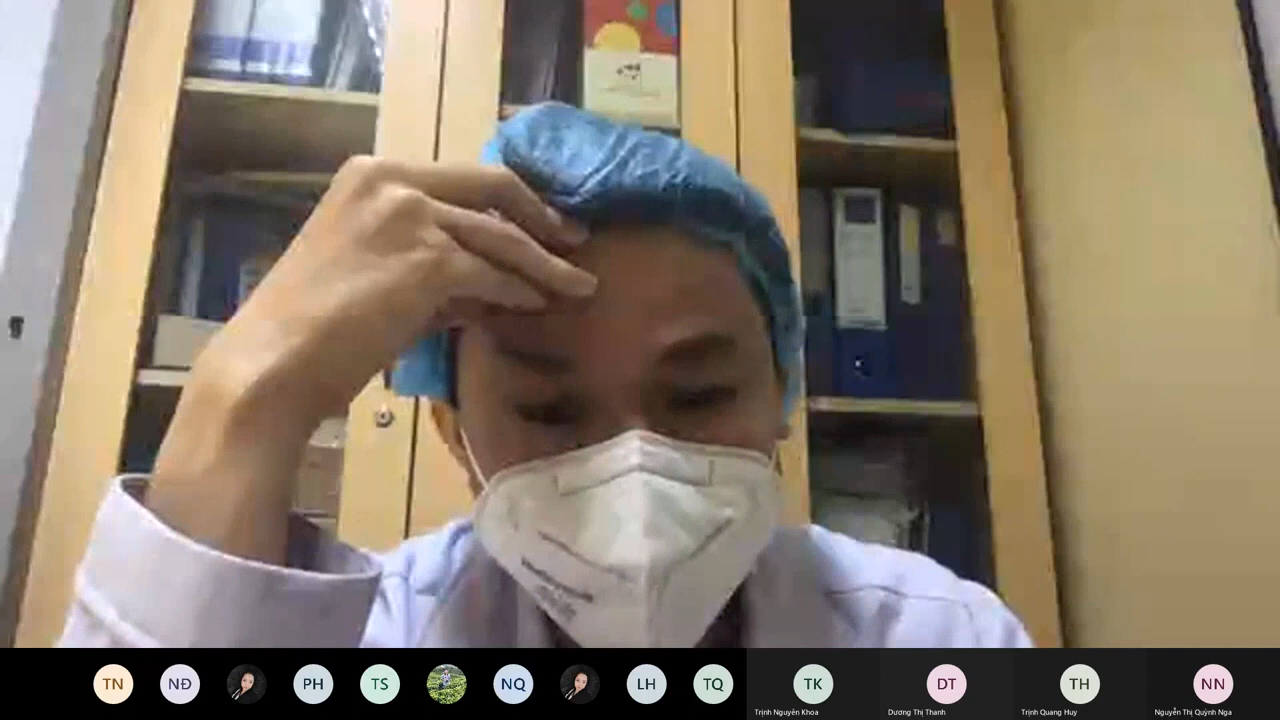 TN NĐ PH TS NQ LH TQ TK DT TH NN
Trịnh Nguyên Khoa Dương Thị Thanh Trịnh Quang Huy Nguyễn Thị Quỳnh Nga